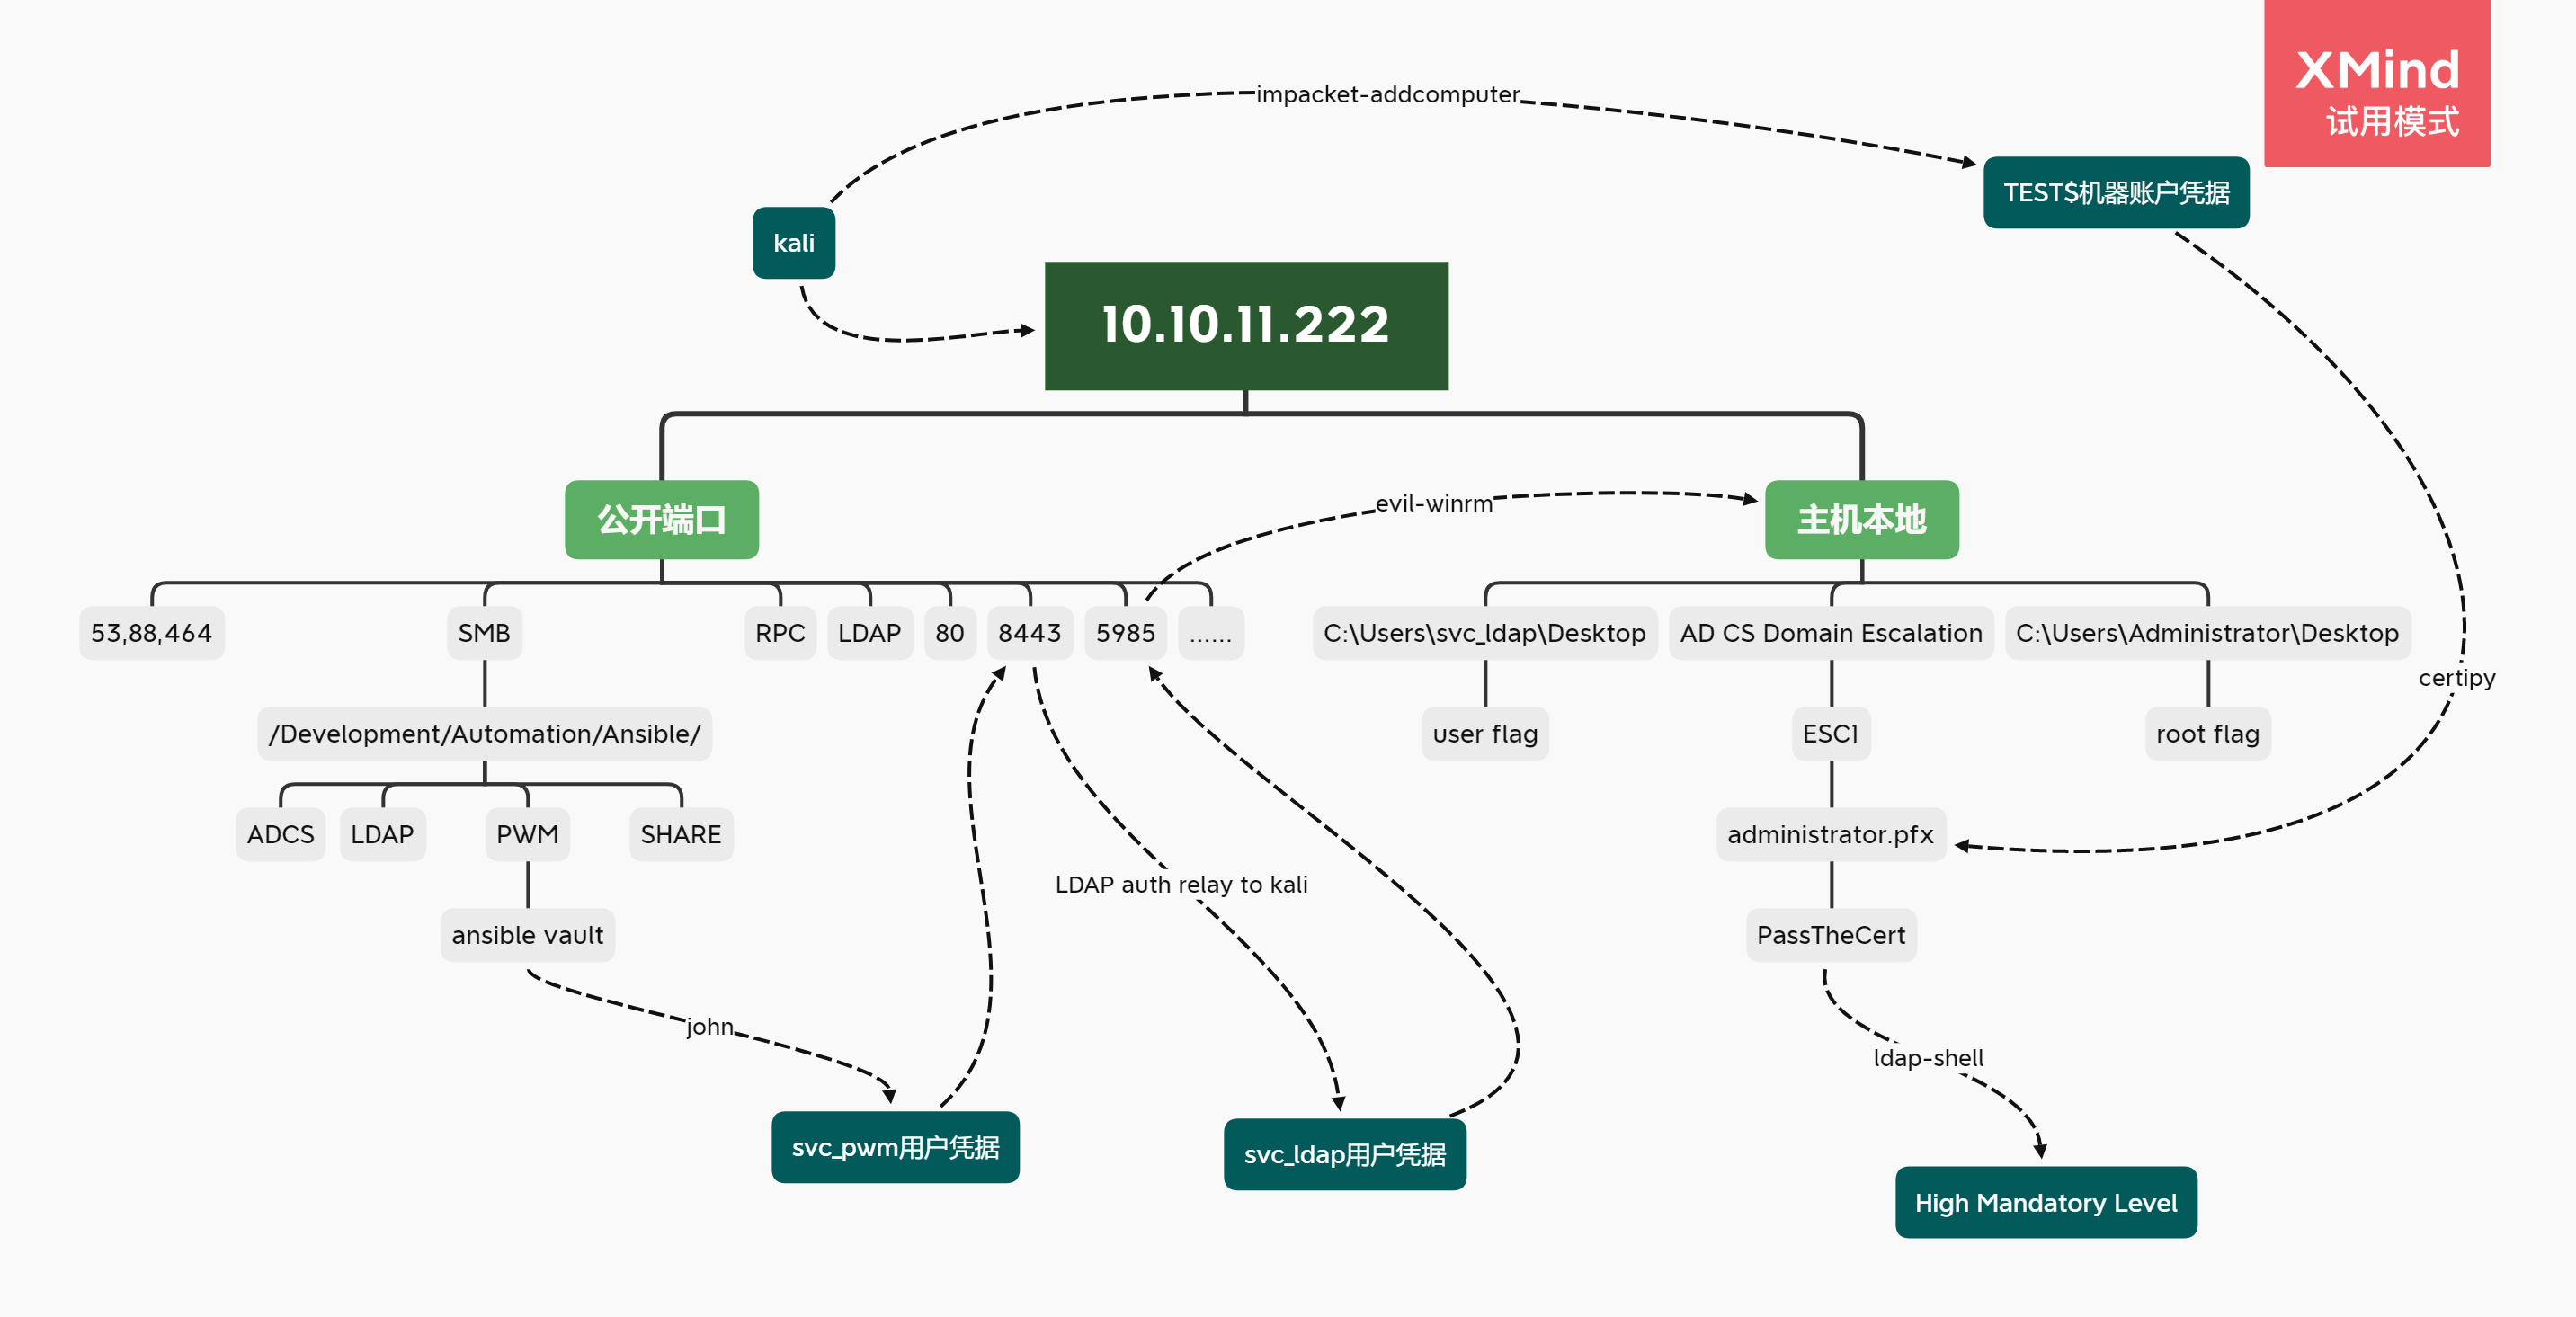 XMind
试用模式
impacket-addcomputer
TEST$机器账户凭据
kali
10.10.11.222
公开端口
evil-winrm
主机本地
53,88,464
SMB
RPC
LDAP
80
8443
5985
......
C:\Users\svc_ldap\Desktop
AD CS Domain Escalation
C:\Users\Administrator\Desktop
certipy
/Development/Automation/Ansible/
user flag
ESC1
root flag
ADCS
LDAP
PWM
SHARE
administrator.pfx
LDAP auth relay to kali
ansible vault
PassTheCert
john
ldap-shell
svc_pwm用户凭据
svc_ldap用户凭据
High Mandatory Level